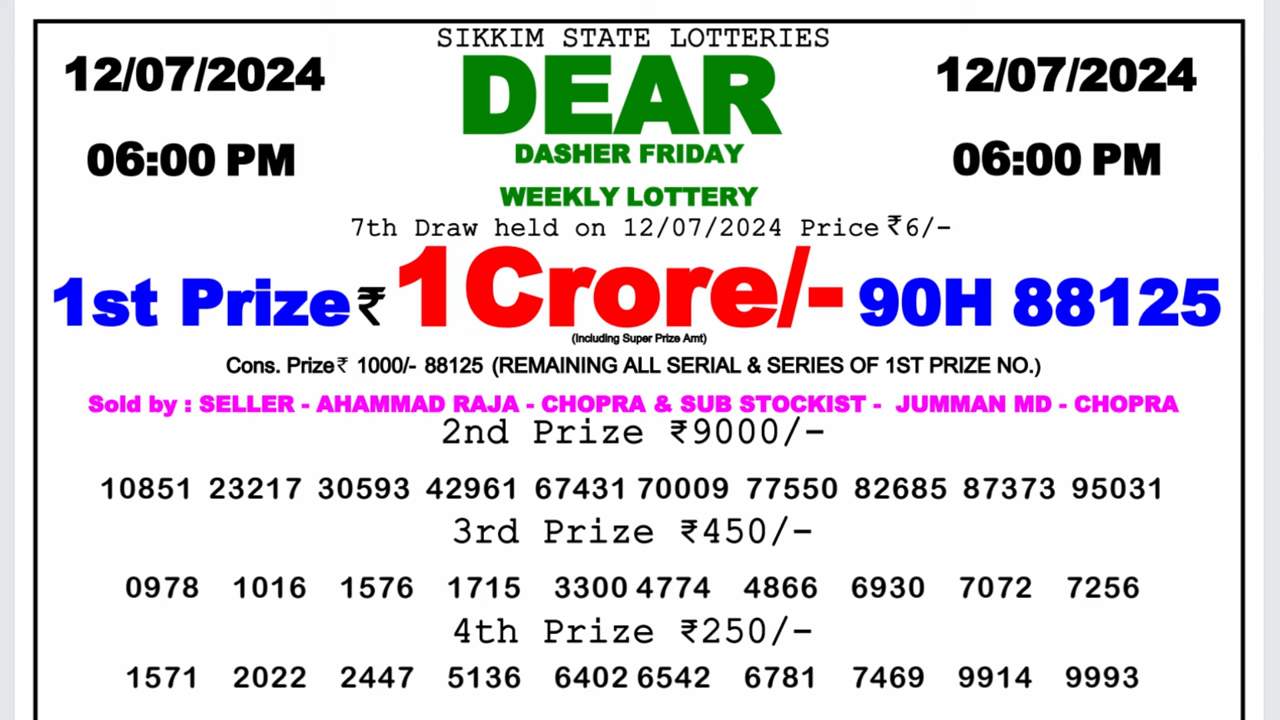 SIKKIM STATE LOTTERIES
12/07/2024 DEAR 12/07/2024
06:00 PM DASHER FRIDAY 06:00 PM
WEEKLY LOTTERY
7th Draw held on 12/07/2024 Price ₹6/-
1st Prize ₹ 1Crore/- 90H 88125
(Including Super Prize Amt)
Cons. Prize ₹ 1000/- 88125 (REMAINING ALL SERIAL & SERIES OF 1ST PRIZE NO.)
Sold by : SELLER - AHAMMAD RAJA - CHOPRA & SUB STOCKIST - JUMMAN MD - CHOPRA
2nd Prize ₹9000/-
10851 23217 30593 42961 67431 70009 77550 82685 87373 95031
3rd Prize ₹450/-
0978 1016 1576 1715 3300 4774 4866 6930 7072 7256
4th Prize ₹250/-
1571 2022 2447 5136 6402 6542 6781 7469 9914 9993